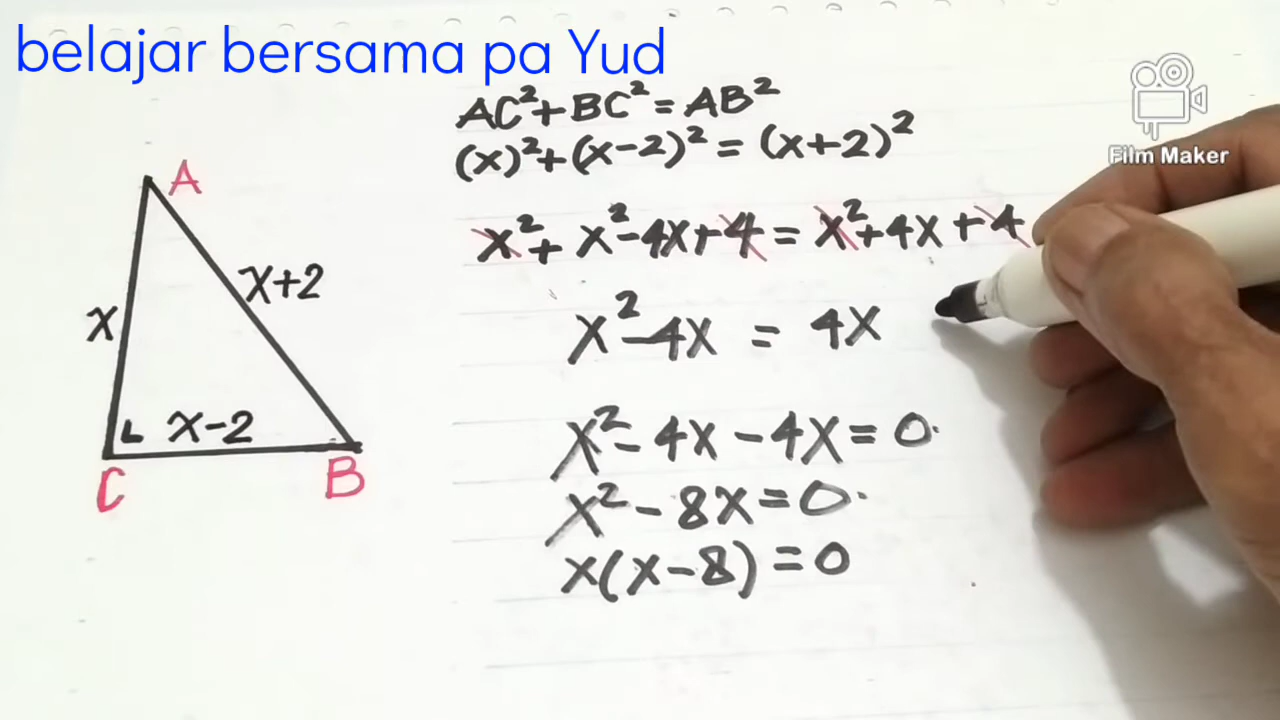 belajar bersama pa Yud
Film Maker
AC²+BC²=AB²
(x)²+(x-2)²=(x+2)²
x²+x²-4x+4=x²+4x+4
x²-4x=4x
x²-4x-4x=0
x²-8x=0
x(x-8)=0
A
x
x+2
x-2
C
B